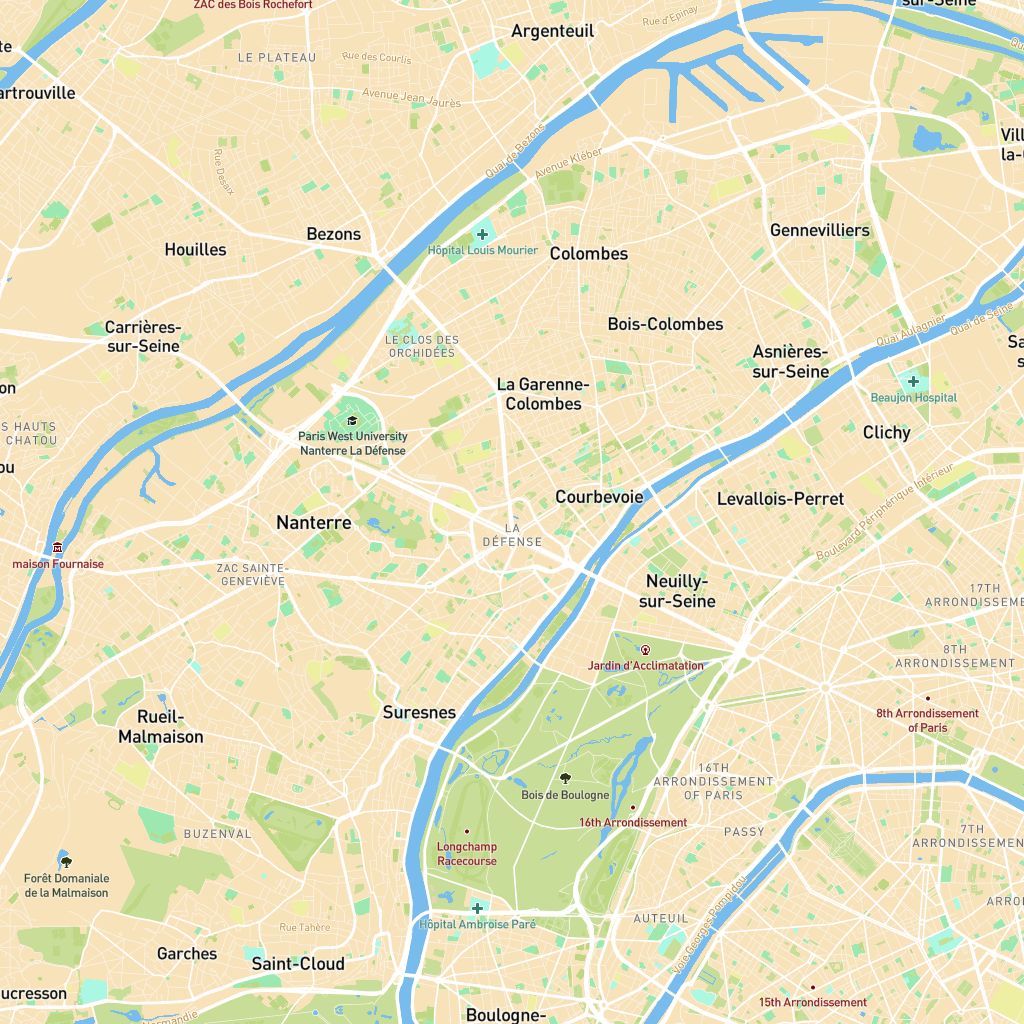 ZAC des Bois Rochefort
sur-Seine
Rue d'Epinay
Argenteuil
LE PLATEAU
Rue des Courlis
artrouville
Avenue Jean Jaurès
Quai de Bezons
Avenue Kléber
Rue Desaix
Houilles
Bezons
Hôpital Louis Mourier
Colombes
Gennevilliers
Carrières-
sur-Seine
LE CLOS DES
ORCHIDÉES
Bois-Colombes
Quai Aulagnier
Quai de Seine
Asnières-
sur-Seine
La Garenne-
Colombes
Beaujon Hospital
S HAUTS
CHATOU
Paris West University
Nanterre La Défense
Clichy
Courbevoie
Levallois-Perret
Boulevard Périphérique Intérieur
Nanterre
LA
DÉFENSE
maison Fournaise
ZAC SAINTE-
GENEVIÈVE
Neuilly-
sur-Seine
17TH
ARRONDISSEME
Jardin d'Acclimatation
8TH
ARRONDISSEMENT
Rueil-
Malmaison
Suresnes
8th Arrondissement
of Paris
16TH
ARRONDISSEMENT
OF PARIS
Bois de Boulogne
16th Arrondissement
BUZENVAL
Longchamp
Racecourse
PASSY
7TH
ARRONDISSEMENT
Forêt Domaniale
de la Malmaison
Voie Georges Pompidou
ARRO
Rue Tahère
Hôpital Ambroise Paré
AUTEUIL
Garches
Saint-Cloud
ucresson
15th Arrondissement
Normandie
Boulogne-